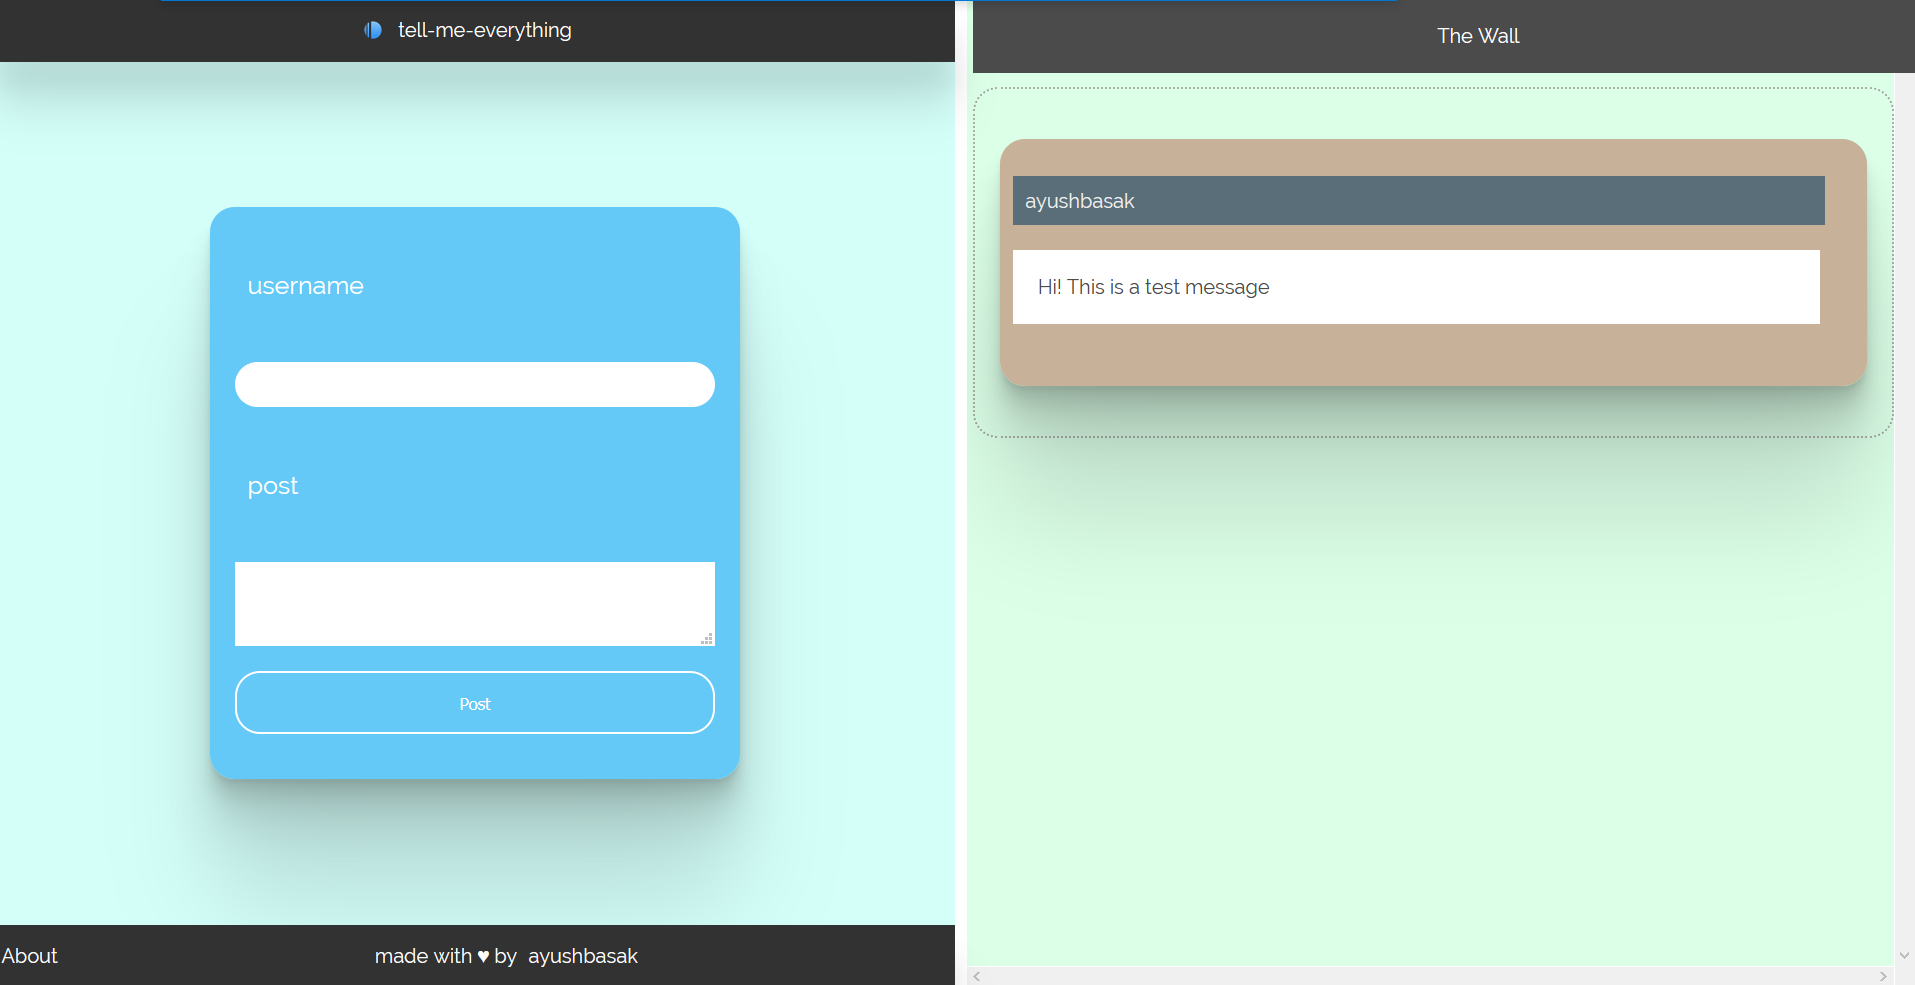 tell-me-everything
username
post
Post
About
made with ♥ by ayushbasak
The Wall
ayushbasak
Hi! This is a test message